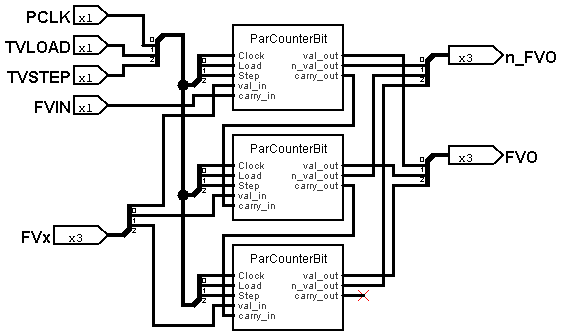 PCLK x1
TVLOAD x1
TVSTEP x1
FVIN x1
0
1
2
ParCounterBit
Clock val_out
Load n_val_out
Step carry_out
val_in
carry_in
0
1
2
0
1
2
x3 n_FVO
ParCounterBit
Clock val_out
Load n_val_out
Step carry_out
val_in
carry_in
0
1
2
0
1
2
x3 FVO
FVx x3
0
1
2
ParCounterBit
Clock val_out
Load n_val_out
Step carry_out
val_in
carry_in
0
1
2